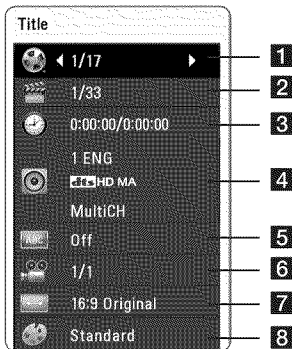 Title
1/17 1
1/33 2
0:00:00/0:00:00 3
1 ENG
dts HD MA 4
MultiCH
ABC Off 5
1/1 6
16:9 Original 7
Standard 8